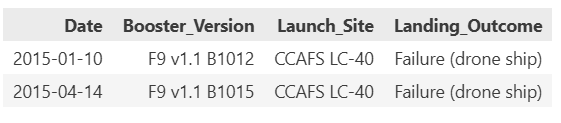 Date Booster_Version Launch_Site Landing_Outcome
2015-01-10 F9 v1.1 B1012 CCAFS LC-40 Failure (drone ship)
2015-04-14 F9 v1.1 B1015 CCAFS LC-40 Failure (drone ship)